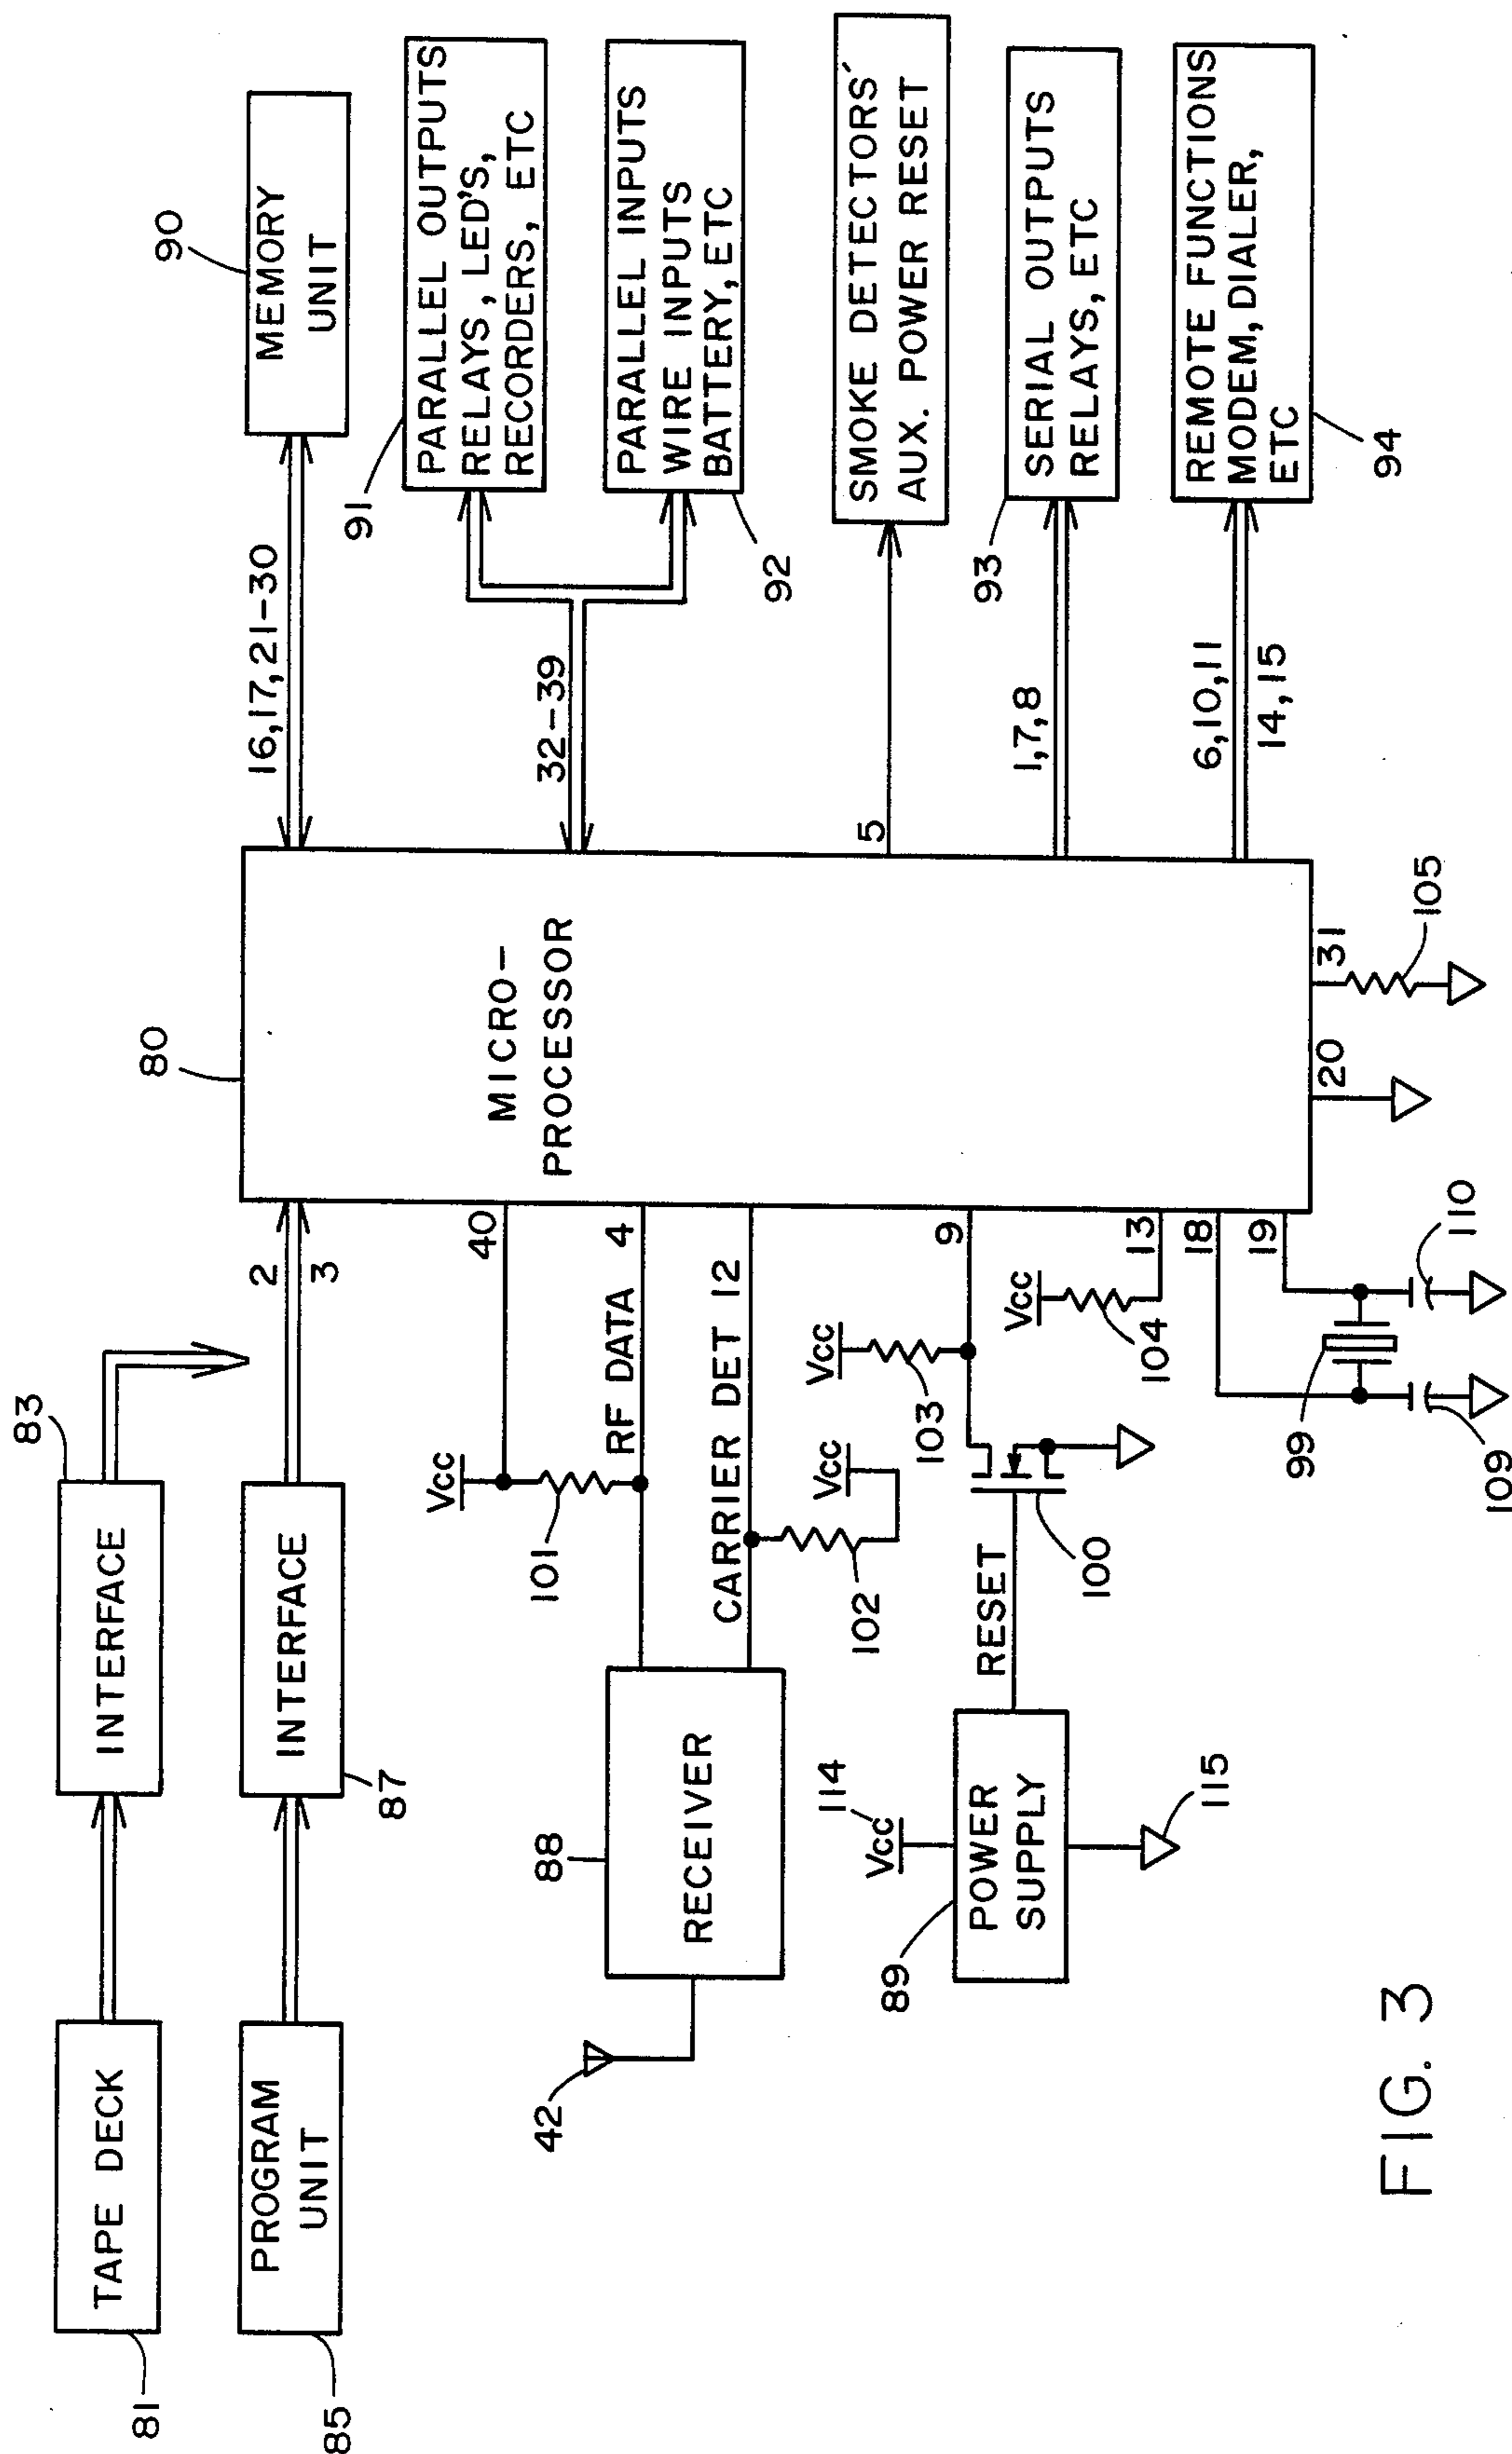 81
TAPE DECK
83
INTERFACE
85
PROGRAM
UNIT
87
INTERFACE
2
3
80
MICRO-
PROCESSOR
90
MEMORY
UNIT
16,17,21-30
91
PARALLEL OUTPUTS
RELAYS, LED'S,
RECORDERS, ETC
32-39
92
PARALLEL INPUTS
WIRE INPUTS
BATTERY, ETC
5
SMOKE DETECTORS'
AUX. POWER RESET
93
1,7,8
SERIAL OUTPUTS
RELAYS, ETC
94
6,10,11
14,15
REMOTE FUNCTIONS
MODEM, DIALER,
ETC
Vcc
40
101
RF DATA 4
42
88
RECEIVER
CARRIER DET 12
102
Vcc
Vcc
103
9
89
Vcc
114
POWER
SUPPLY
115
RESET
100
Vcc
104
13
18
19
99
109
110
20
31
105
FIG. 3